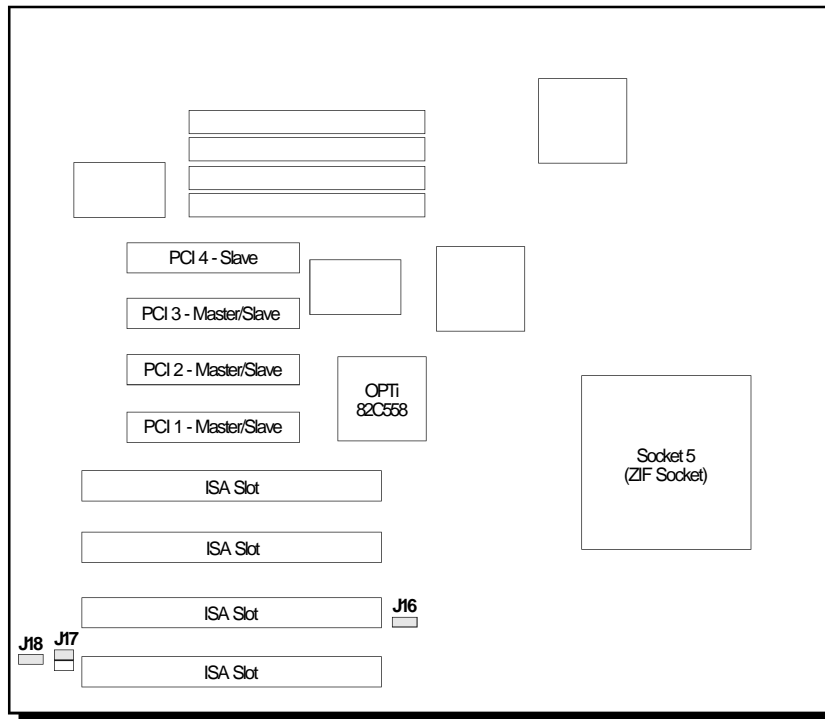 PCI 4 - Slave
PCI 3 - Master/Slave
PCI 2 - Master/Slave
OPTi
82C558
PCI 1 - Master/Slave
Socket 5
(ZIF Socket)
ISA Slot
ISA Slot
J16
ISA Slot
J18
J17
ISA Slot